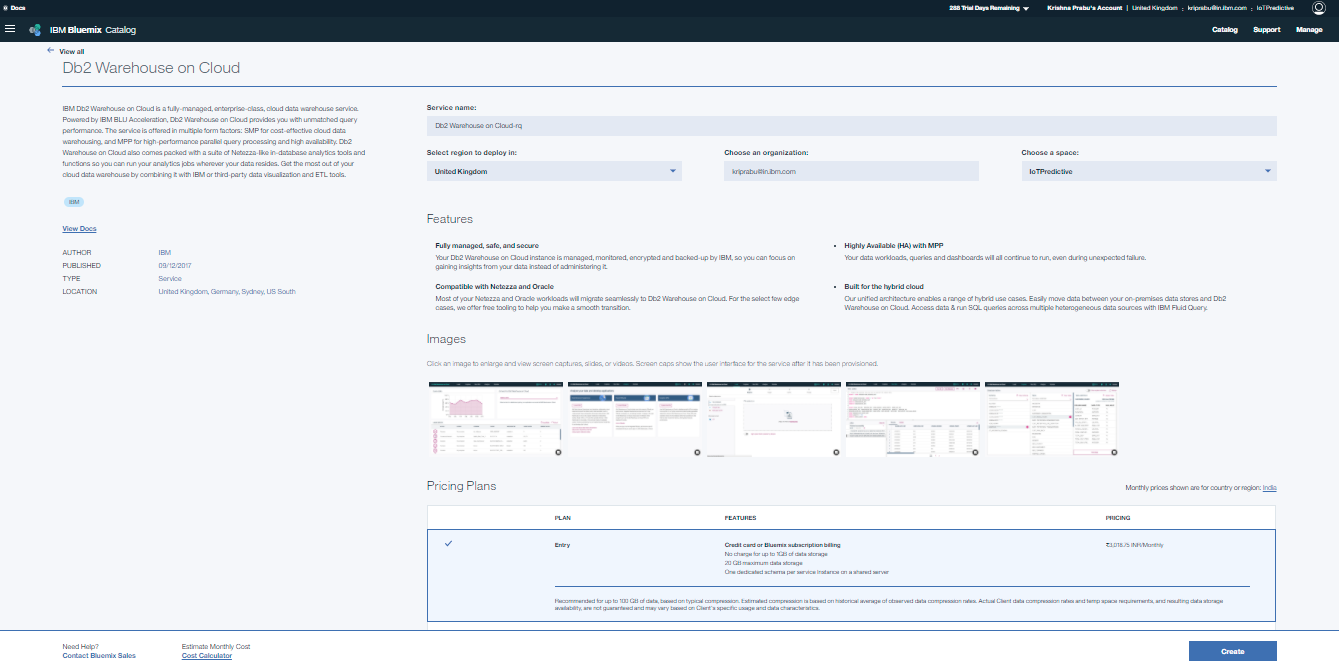 Docs
288 Trial Days Remaining
Krishna Prabu's Account | United Kingdom : kriprabu@in.ibm.com : IoTPredictive
IBM Bluemix Catalog
Catalog Support Manage
View all
Db2 Warehouse on Cloud
IBM Db2 Warehouse on Cloud is a fully-managed, enterprise-class, cloud data warehouse service.
Powered by IBM BLU Acceleration, Db2 Warehouse on Cloud provides you with unmatched query
performance. The service is offered in multiple form factors: SMP for cost-effective cloud data
warehousing, and MPP for high-performance parallel query processing and high availability. Db2
Warehouse on Cloud also comes packed with a suite of Netezza-like in-database analytics tools and
functions so you can run your analytics jobs wherever your data resides. Get the most out of your
cloud data warehouse by combining it with IBM or third-party data visualization and ETL tools.
IBM
View Docs
AUTHOR IBM
PUBLISHED 09/12/2017
TYPE Service
LOCATION United Kingdom, Germany, Sydney, US South
Service name:
Db2 Warehouse on Cloud-rq
Select region to deploy in:
United Kingdom
Choose an organization:
kriprabu@in.ibm.com
Choose a space:
IoTPredictive
Features
Fully managed, safe, and secure
Your Db2 Warehouse on Cloud instance is managed, monitored, encrypted and backed-up by IBM, so you can focus on
gaining insights from your data instead of administering it.
Compatible with Netezza and Oracle
Most of your Netezza and Oracle workloads will migrate seamlessly to Db2 Warehouse on Cloud. For the select few edge
cases, we offer free tooling to help you make a smooth transition.
• Highly Available (HA) with MPP
Your data workloads, queries and dashboards will all continue to run, even during unexpected failure.
• Built for the hybrid cloud
Our unified architecture enables a range of hybrid use cases. Easily move data between your on-premises data stores and Db2
Warehouse on Cloud. Access data & run SQL queries across multiple heterogeneous data sources with IBM Fluid Query.
Images
Click an image to enlarge and view screen captures, slides, or videos. Screen caps show the user interface for the service after it has been provisioned.
Pricing Plans
Monthly prices shown are for country or region: India
PLAN FEATURES PRICING
Entry
Credit card or Bluemix subscription billing
No charge for up to 1GB of data storage
20 GB maximum data storage
One dedicated schema per service instance on a shared server
₹3,018.75 INR/Monthly
Recommended for up to 100 GB of data, based on typical compression. Estimated compression is based on historical average of observed data compression rates. Actual Client data compression rates and temp space requirements, and resulting data storage
availability, are not guaranteed and may vary based on Client's specific usage and data characteristics.
Need Help?
Contact Bluemix Sales
Estimate Monthly Cost
Cost Calculator
Create